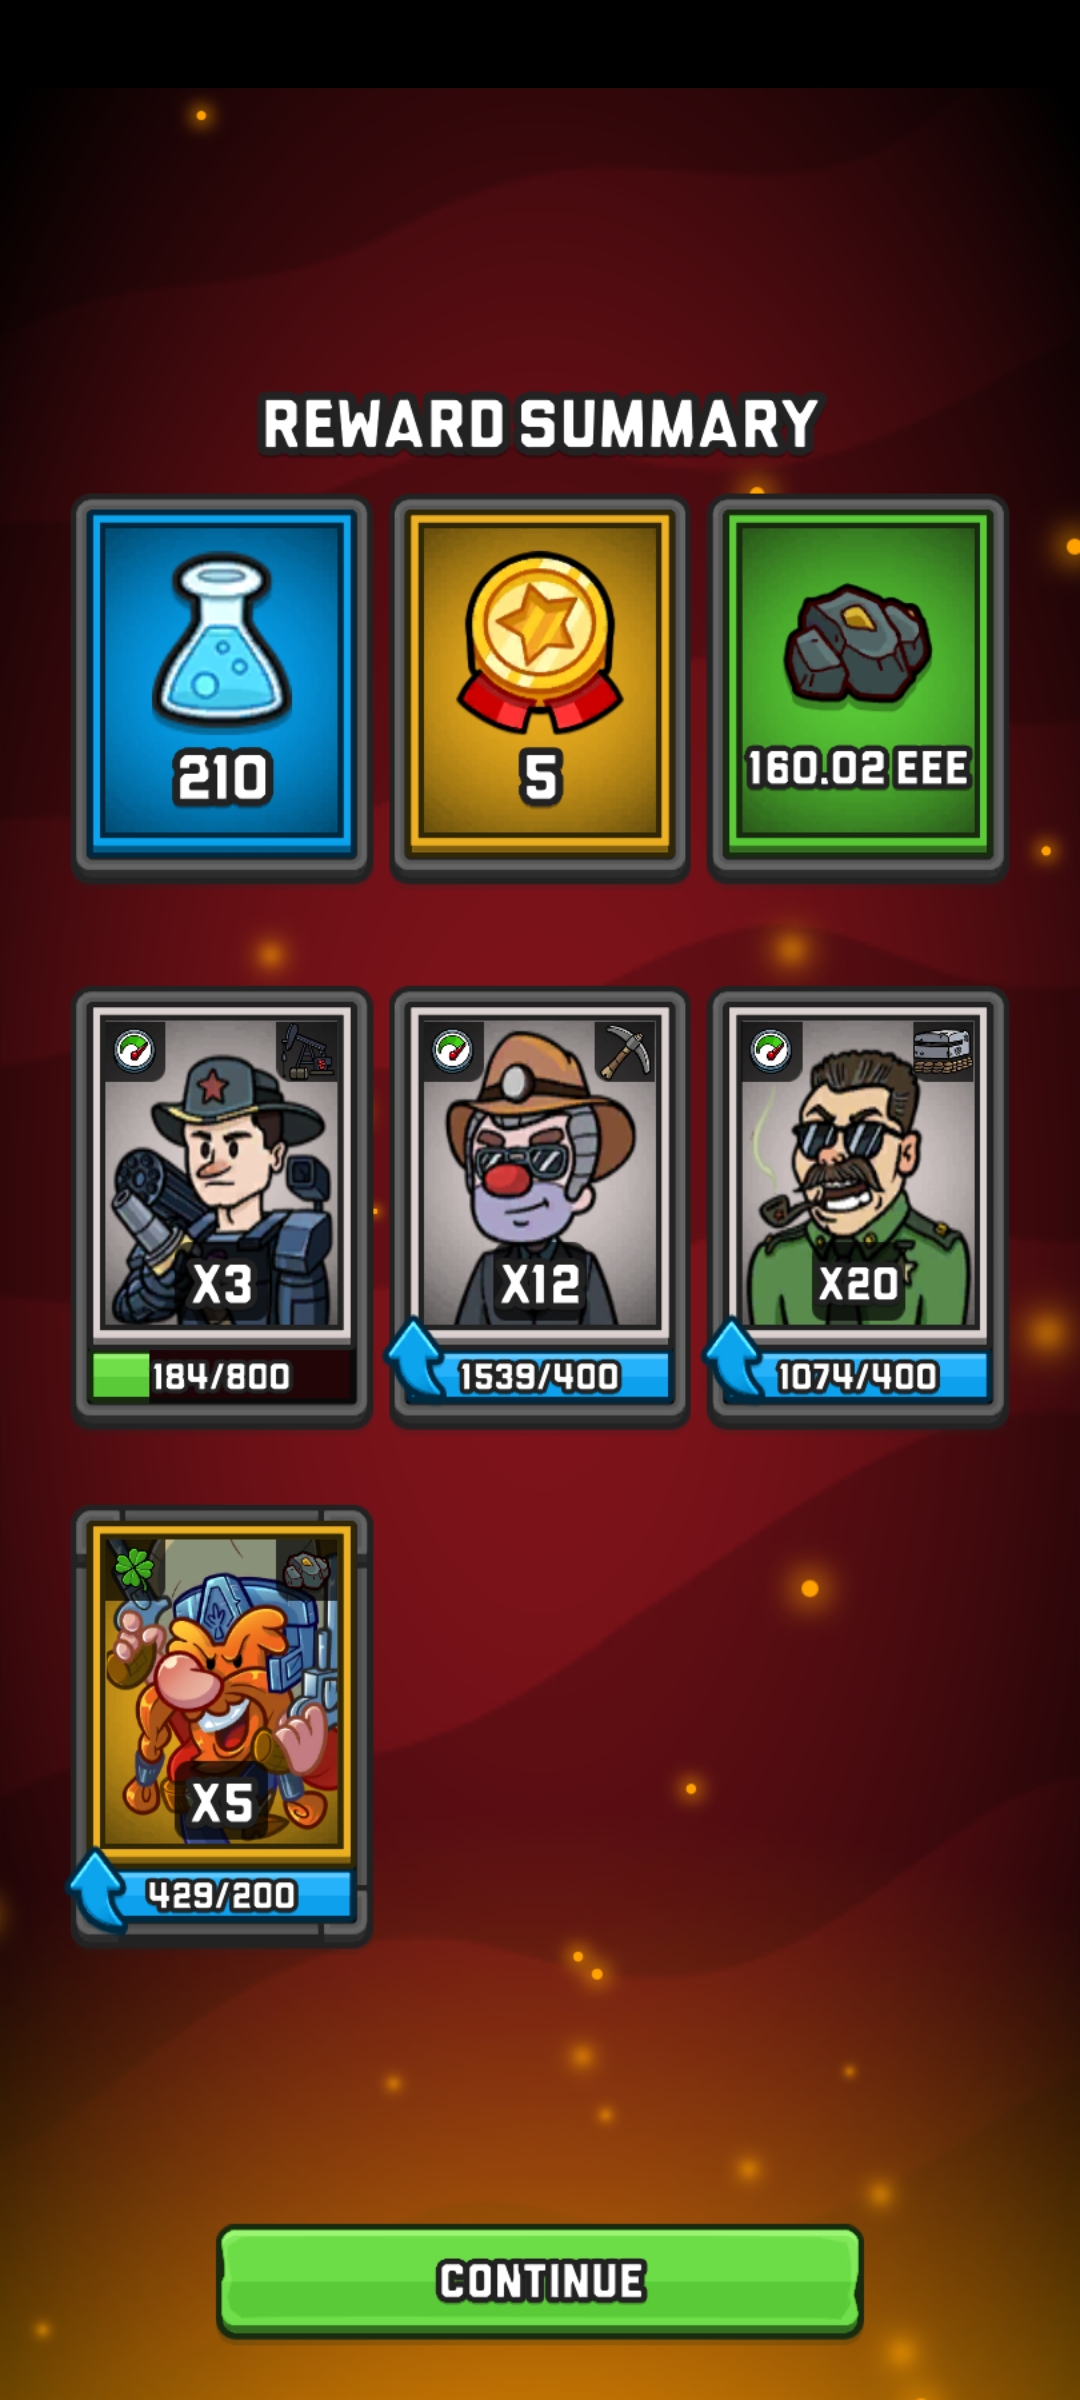 REWARD SUMMARY
210
5
160.02 EEE
X3
X12
X20
184/800
1539/400
1074/400
X5
429/200
CONTINUE